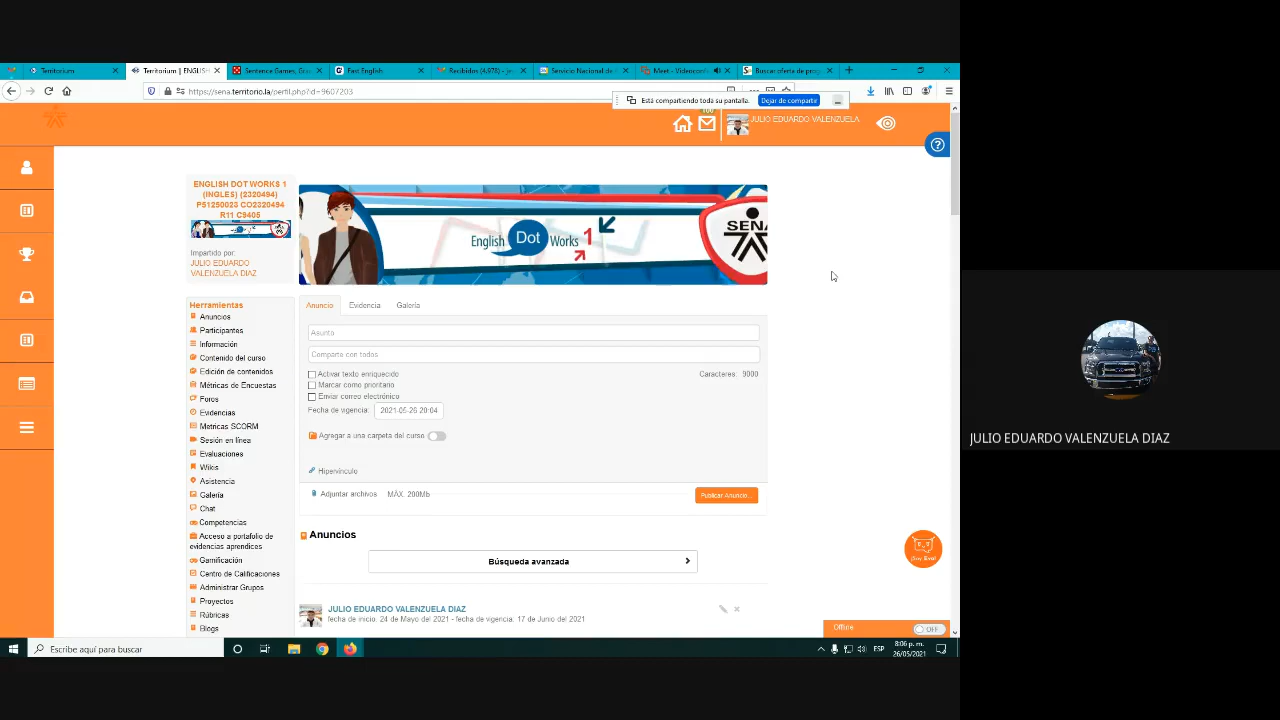 Territorium
Territorium | ENGLISH
Sentence Games; Gra
Fast English
Recibidos (4,978) - je
Servicio Nacional de
Meet - Videoconf
Buscar oferta de prog
https://sena.territorio.la/perfil.php?id=9607203
Está compartiendo toda su pantalla.
Dejar de compartir
100
JULIO EDUARDO VALENZUELA
ENGLISH DOT WORKS 1
(INGLES) (2320494)
P51250023 CO2320494
R11 C9405
Impartido por:
JULIO EDUARDO
VALENZUELA DIAZ
English Dot Works 1
SENA
Herramientas
Anuncios
Participantes
Información
Contenido del curso
Edición de contenidos
Métricas de Encuestas
Foros
Evidencias
Metricas SCORM
Sesión en línea
Evaluaciones
Wikis
Asistencia
Galería
Chat
Competencias
Acceso a portafolio de
evidencias aprendices
Gamificación
Centro de Calificaciones
Administrar Grupos
Proyectos
Rúbricas
Blogs
Anuncio
Evidencia
Galería
Asunto
Comparte con todos
Activar texto enriquecido
Caracteres: 9000
Marcar como prioritario
Enviar correo electrónico
Fecha de vigencia: 2021-05-26 20:04
Agregar a una carpeta del curso
Hipervínculo
Adjuntar archivos MÁX. 200Mb
Publicar Anuncio...
Anuncios
Búsqueda avanzada
JULIO EDUARDO VALENZUELA DIAZ
fecha de inicio: 24 de Mayo del 2021 - fecha de vigencia: 17 de Junio del 2021
Offline
OFF
Escribe aquí para buscar
ESP
8:06 p. m.
26/05/2021
JULIO EDUARDO VALENZUELA DIAZ